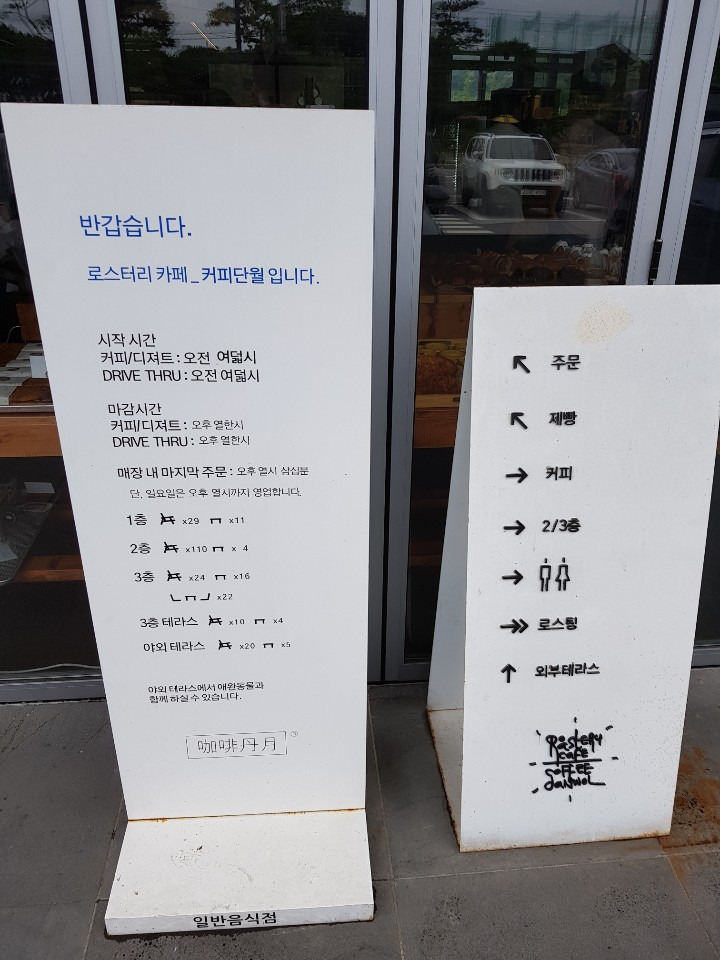 반갑습니다.
로스터리 카페_커피단월 입니다.
시작 시간
커피/디져트 : 오전 여덟시
DRIVE THRU : 오전 여덟시
마감시간
커피/디져트 : 오후 열한시
DRIVE THRU : 오후 열한시
매장 내 마지막 주문 : 오후 열시 삼십분
단, 일요일은 오후 열시까지 영업합니다.
1층 x29 x11
2층 x110 x 4
3층 x24 x16
x22
3층 테라스 x10 x4
야외 테라스 x20 x5
야외 테라스에서 애완동물과
함께 하실 수 있습니다.
咖啡丹月
일반음식점
↖ 주문
↖ 제빵
→ 커피
→ 2/3층
→
→» 로스팅
↑ 외부테라스
Roastery
cafe
COFFEE
Danwol